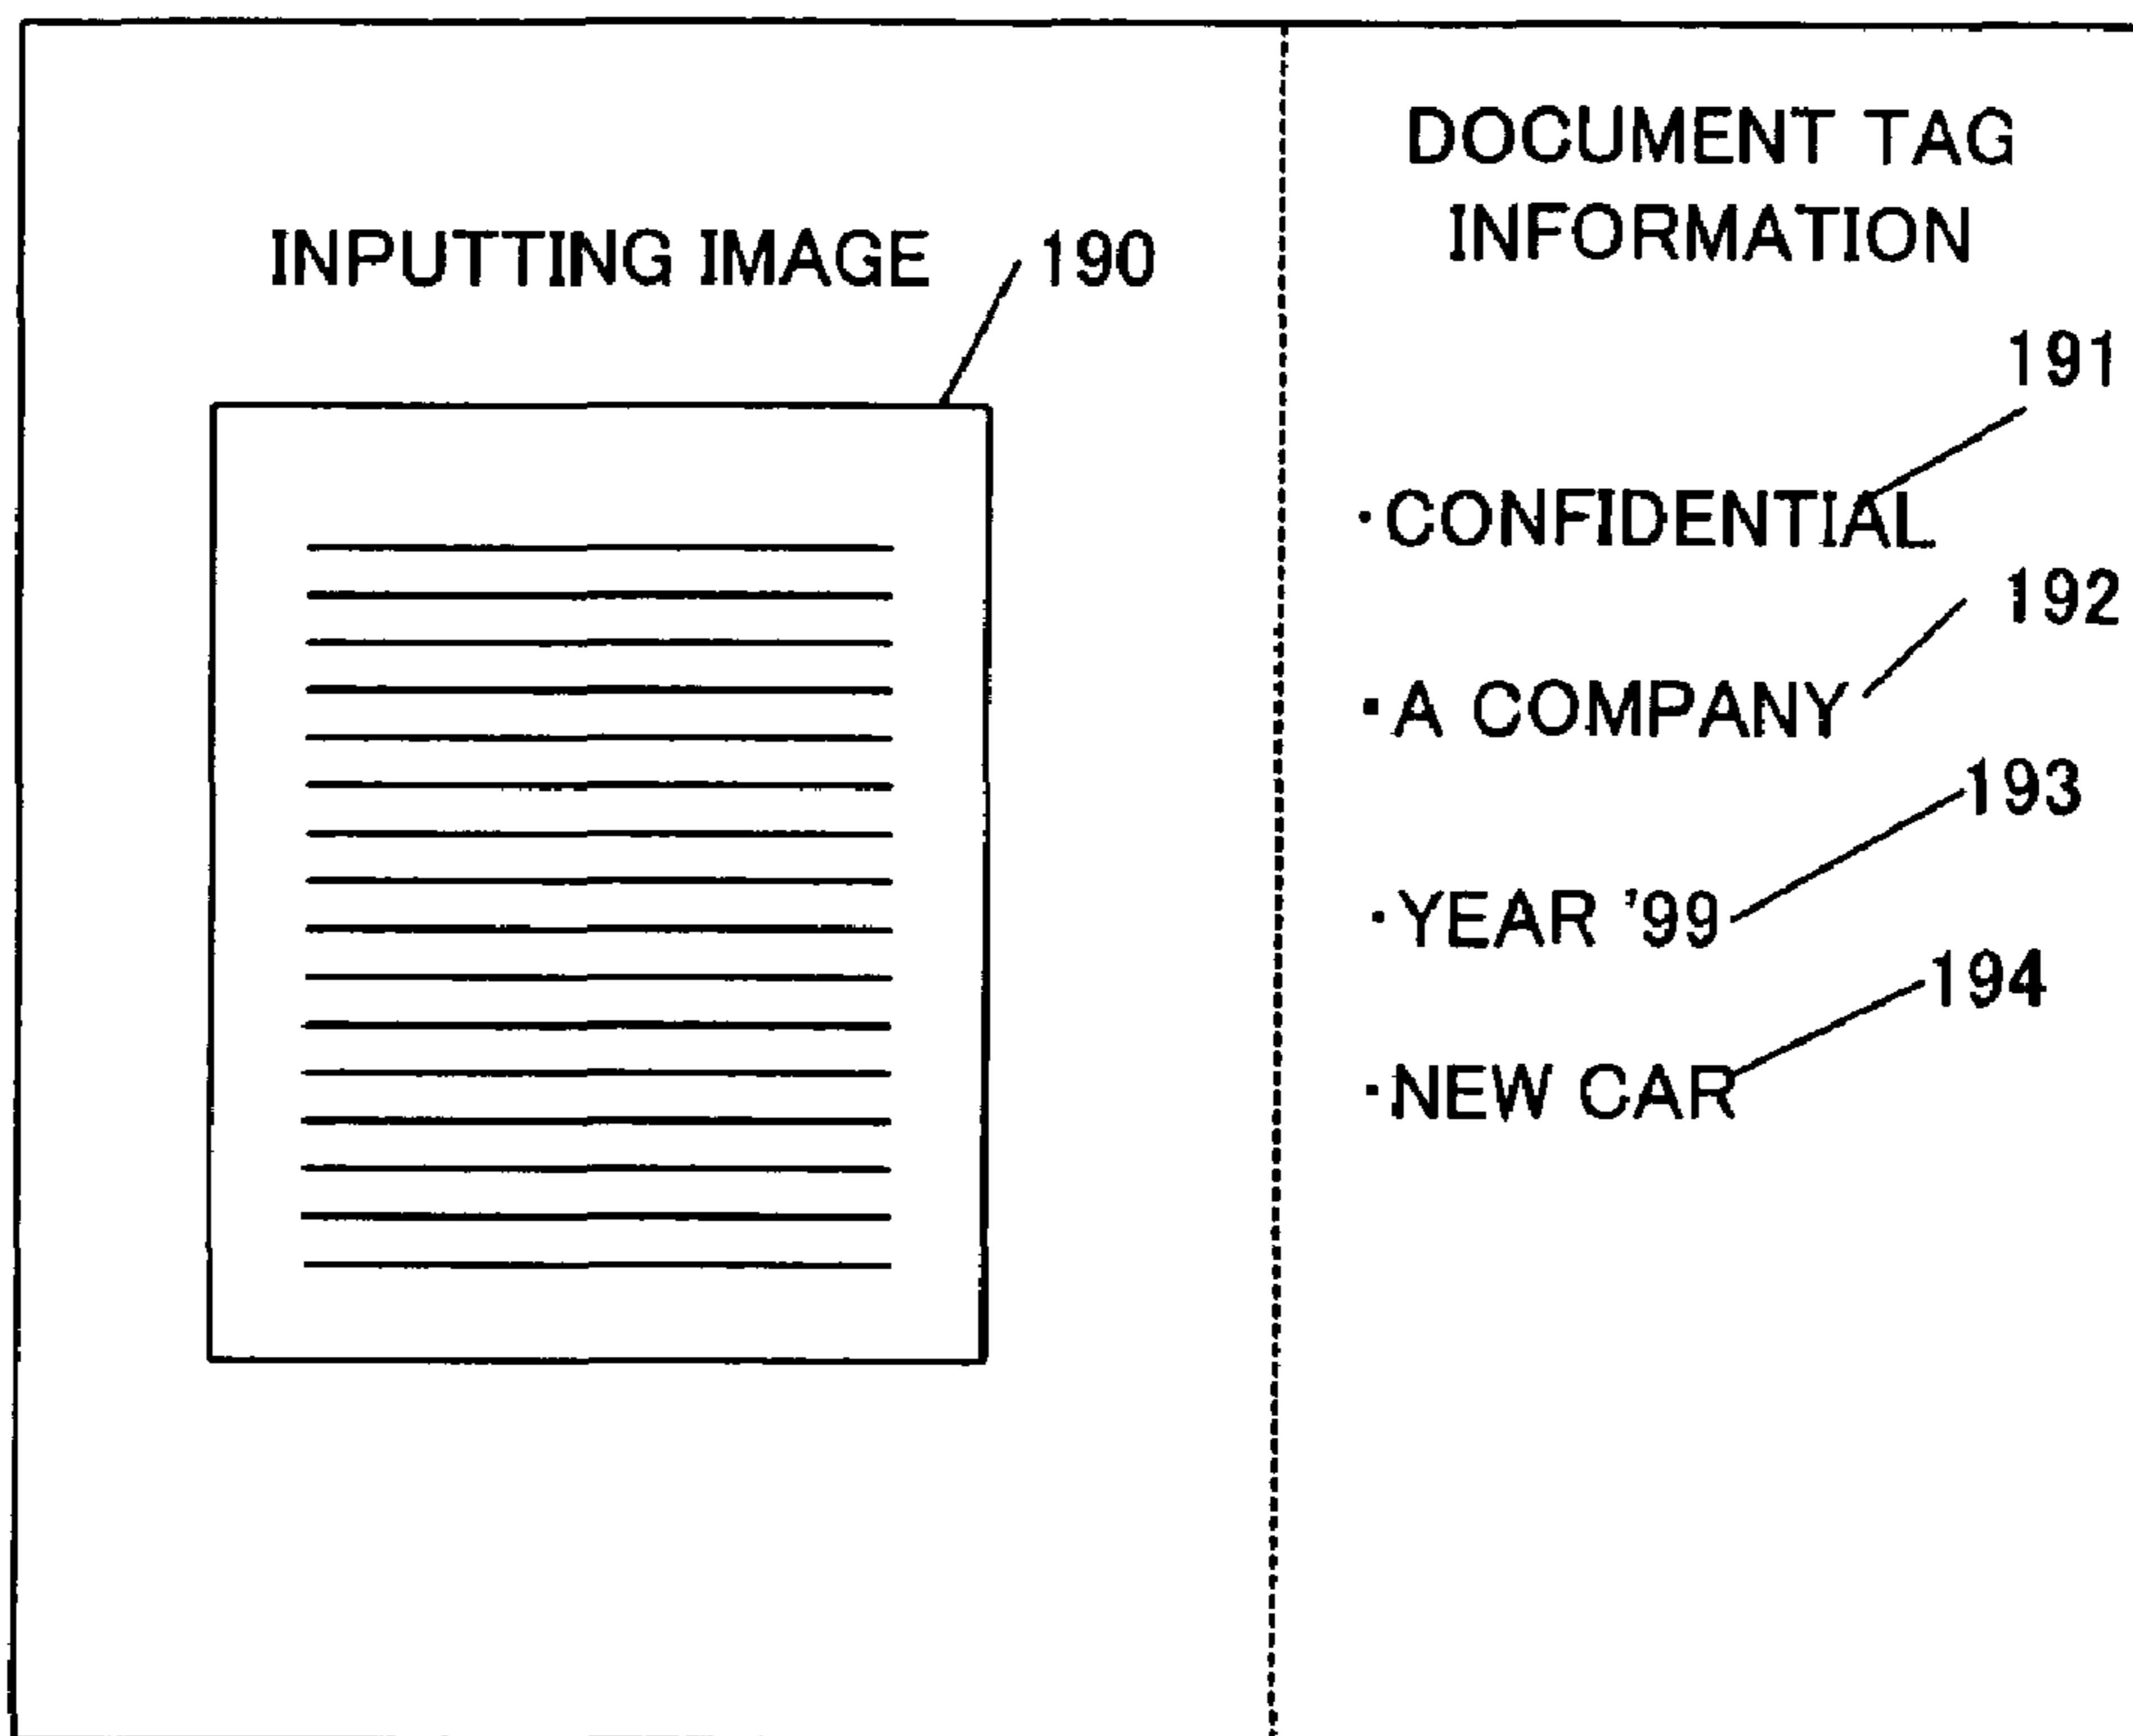 INPUTTING IMAGE 190
DOCUMENT TAG
INFORMATION
191
·CONFIDENTIAL
192
·A COMPANY
193
·YEAR '99
194
·NEW CAR